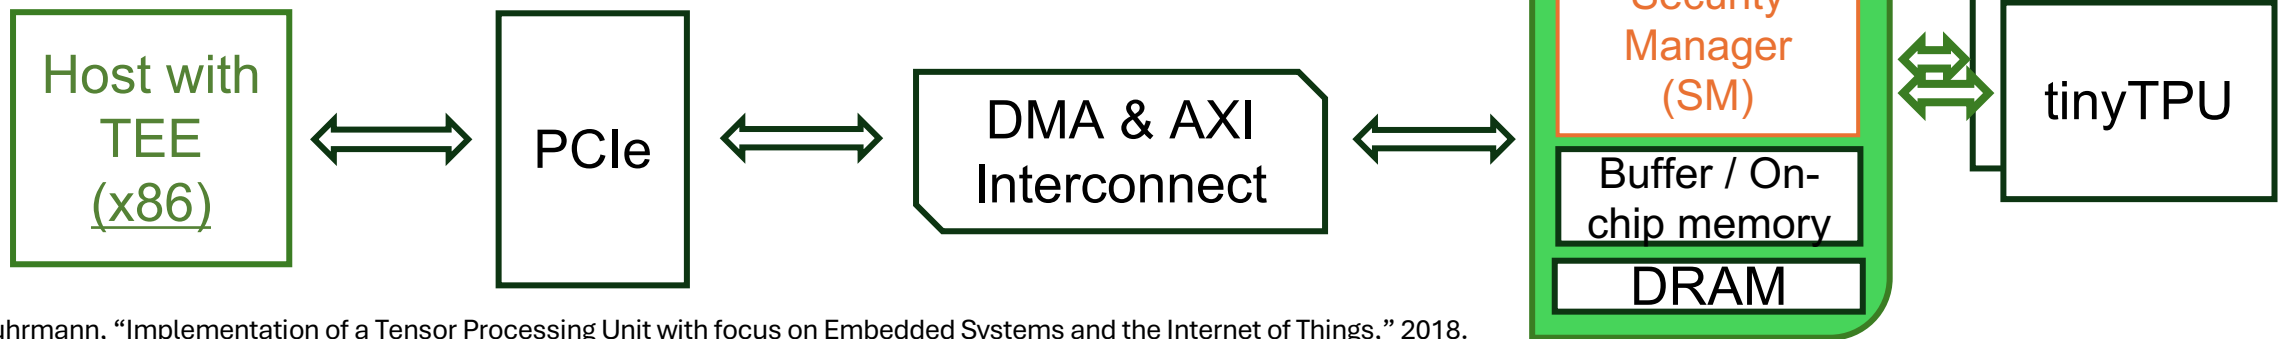 Host with
TEE
(x86)
PCIe
DMA & AXI
Interconnect
Security
Manager
(SM)
Buffer / On-
chip memory
DRAM
tinyTPU
“Implementation of a Tensor Processing Unit with focus on Embedded Systems and the Internet of Things,” 2018.